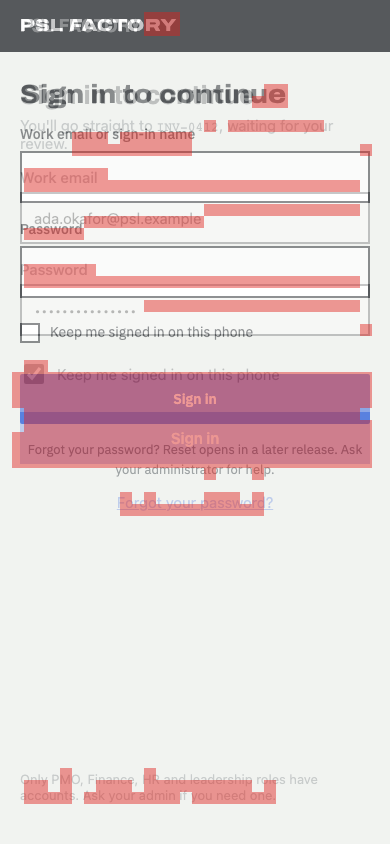 PSL FACTORY
Sign in to continue
You'll go straight to INV-0412, waiting for your
review.
Work email or sign-in name
Work email
ada.okafor@psl.example
Password
Password
Keep me signed in on this phone
Keep me signed in on this phone
Sign in
Sign in
Forgot your password? Reset opens in a later release. Ask
your administrator for help.
Forgot your password?
Only PMO, Finance, HR and leadership roles have
accounts. Ask your admin if you need one.